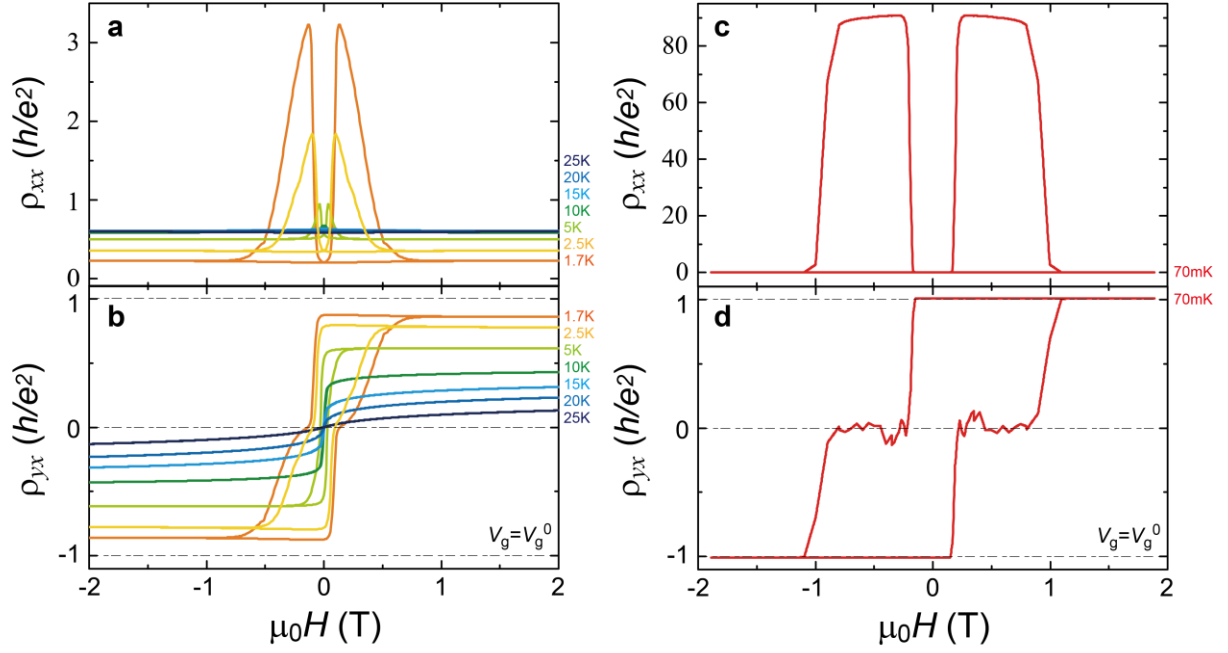 a
ρxx (h/e²)
3
2
1
0
25K
20K
15K
10K
5K
2.5K
1.7K
b
ρyx (h/e²)
1
0
-1
1.7K
2.5K
5K
10K
15K
20K
25K
Vg=Vg⁰
-2 -1 0 1 2
μ₀H (T)
c
ρxx (h/e²)
80
60
40
20
0
70mK
d
ρyx (h/e²)
1
0
-1
70mK
Vg=Vg⁰
-2 -1 0 1 2
μ₀H (T)